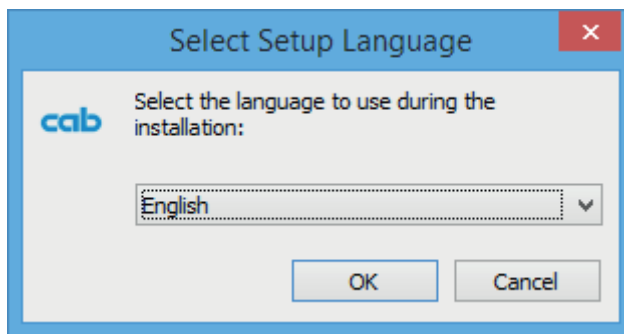 Select Setup Language
cab
Select the language to use during the
installation:
English
OK
Cancel